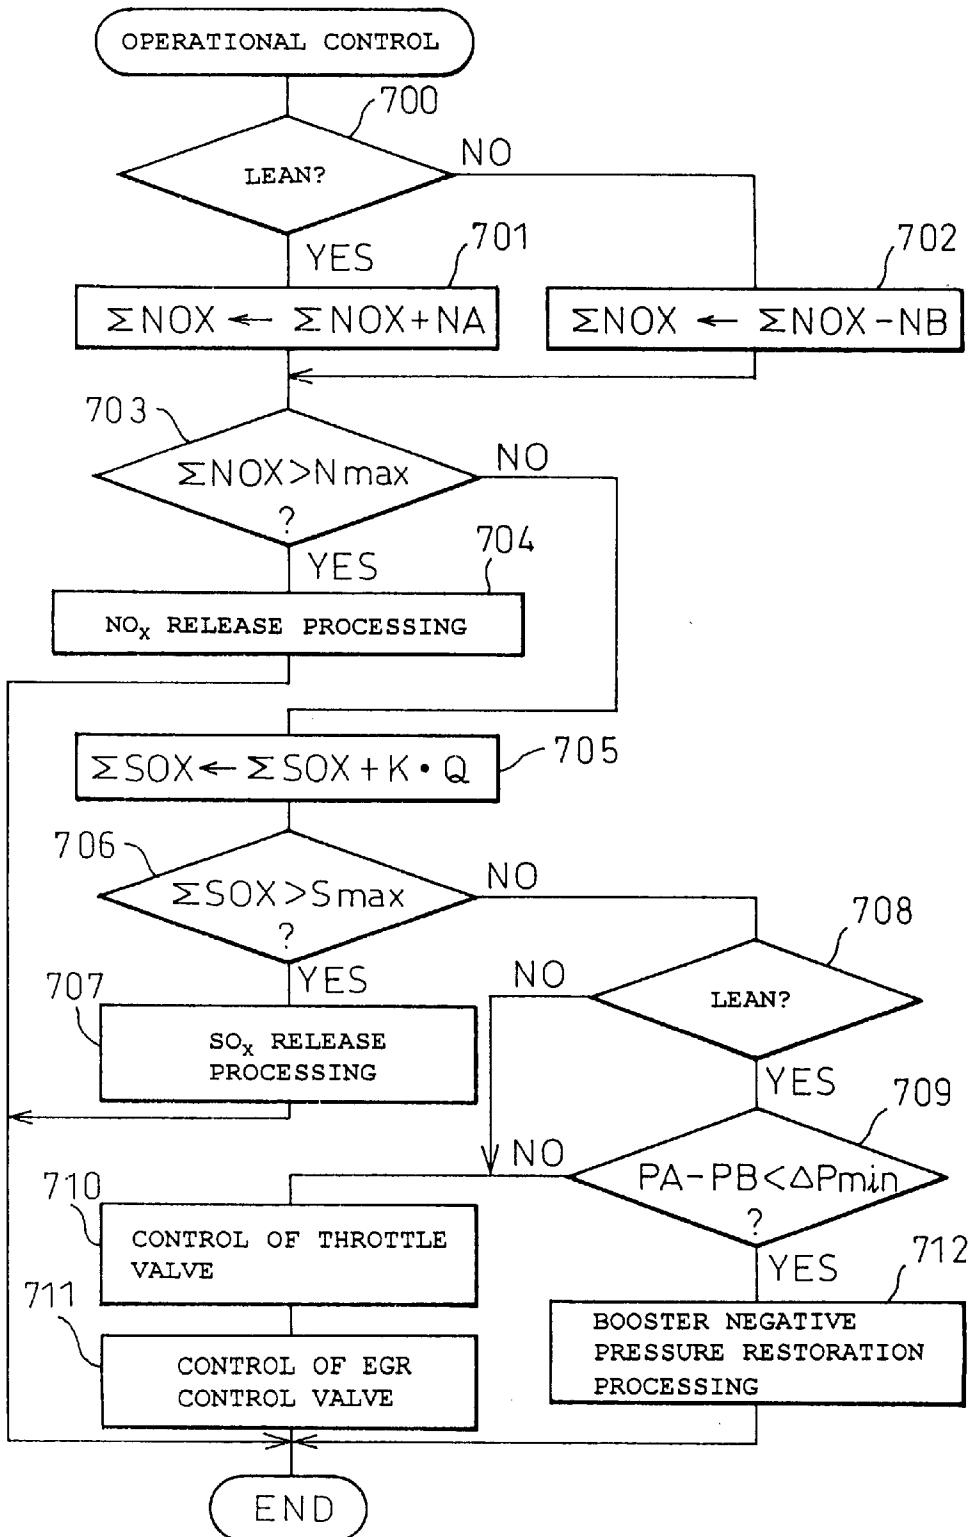 OPERATIONAL CONTROL
700
LEAN?
NO
YES
701
702
ΣNOX ← ΣNOX+NA
ΣNOX ← ΣNOX-NB
703
ΣNOX>Nmax
?
NO
YES
704
NOx RELEASE PROCESSING
705
ΣSOX ← ΣSOX+K・Q
706
ΣSOX>Smax
?
NO
YES
707
SOx RELEASE
PROCESSING
708
LEAN?
NO
YES
709
PA-PB<ΔPmin
?
NO
YES
710
CONTROL OF THROTTLE
VALVE
711
CONTROL OF EGR
CONTROL VALVE
712
BOOSTER NEGATIVE
PRESSURE RESTORATION
PROCESSING
END